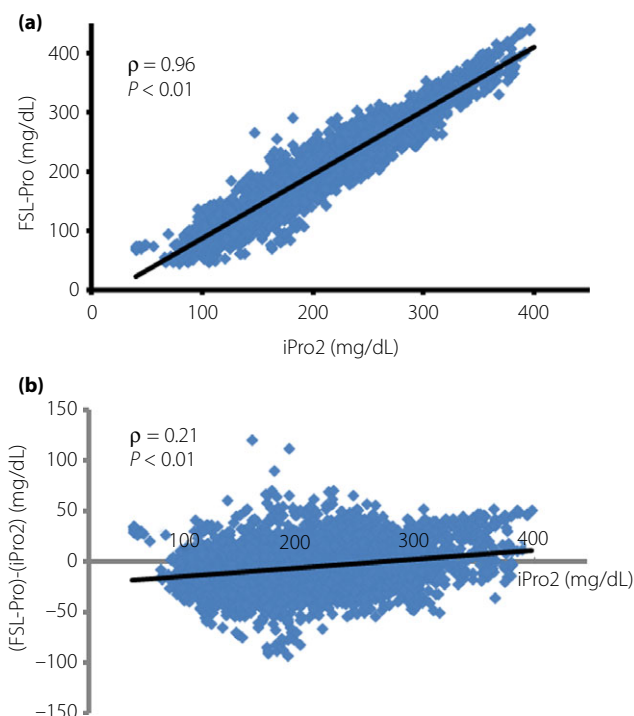 (a)
400
300
200
100
0
FSL-Pro (mg/dL)
ρ = 0.96
P < 0.01
0 100 200 300 400
iPro2 (mg/dL)
(b)
150
100
50
0
−50
−100
−150
(FSL-Pro)-(iPro2) (mg/dL)
ρ = 0.21
P < 0.01
100 200 300 400
iPro2 (mg/dL)